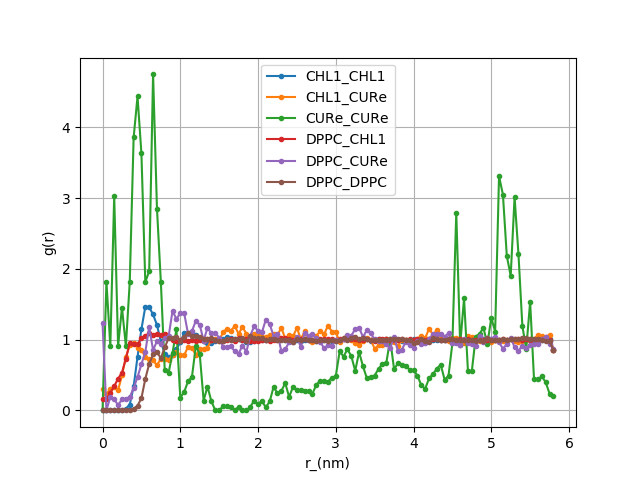 CHL1_CHL1
CHL1_CURe
CURe_CURe
DPPC_CHL1
DPPC_CURe
DPPC_DPPC
g(r)
4
3
2
1
0
0 1 2 3 4 5 6
r_(nm)